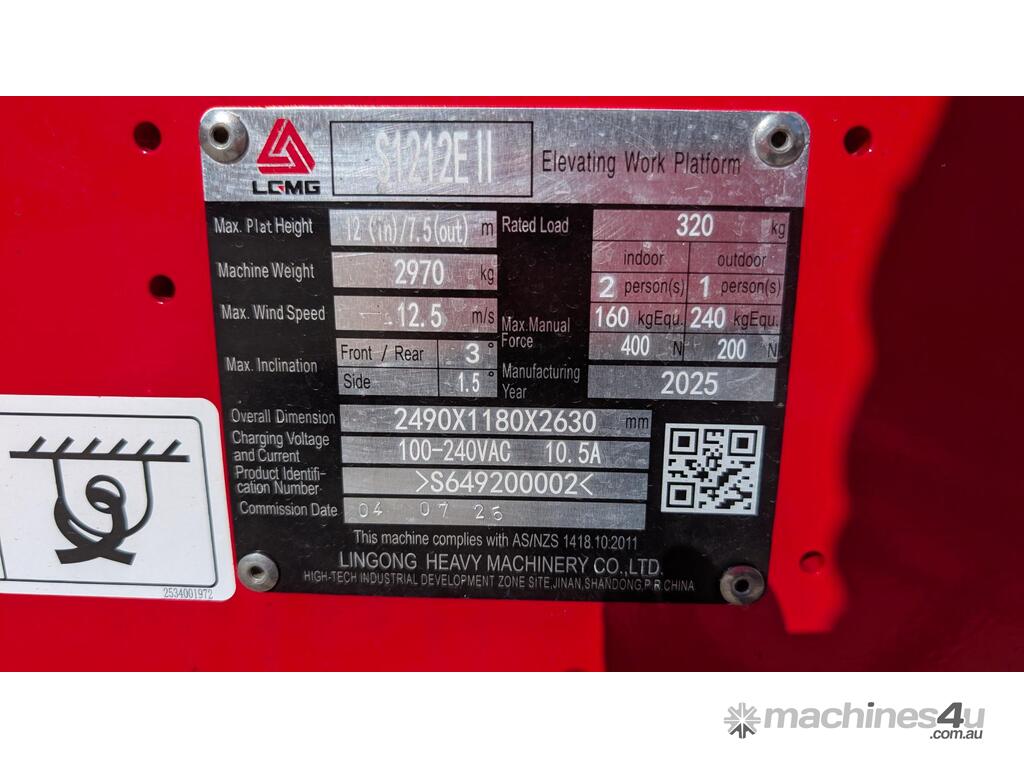 LGMG
S1212E II
Elevating Work Platform
Max. Plat Height 12 (in)/7.5(out) m
Rated Load 320 kg
indoor outdoor
2 person(s) 1 person(s)
160 kgEqu. 240 kgEqu.
Machine Weight 2970 kg
Max. Wind Speed 12.5 m/s
Max.Manual Force 400 N 200 N
Max. Inclination
Front / Rear 3 °
Side 1.5 °
Manufacturing Year 2025
Overall Dimension 2490X1180X2630 mm
Charging Voltage and Current 100-240VAC 10.5A
Product Identifi-
cation Number >S649200002<
Commission Date 04 07 25
This machine complies with AS/NZS 1418.10:2011
LINGONG HEAVY MACHINERY CO.,LTD.
HIGH-TECH INDUSTRIAL DEVELOPMENT ZONE SITE,JINAN,SHANDONG,P.R.CHINA
2534001972
machines4u
.com.au